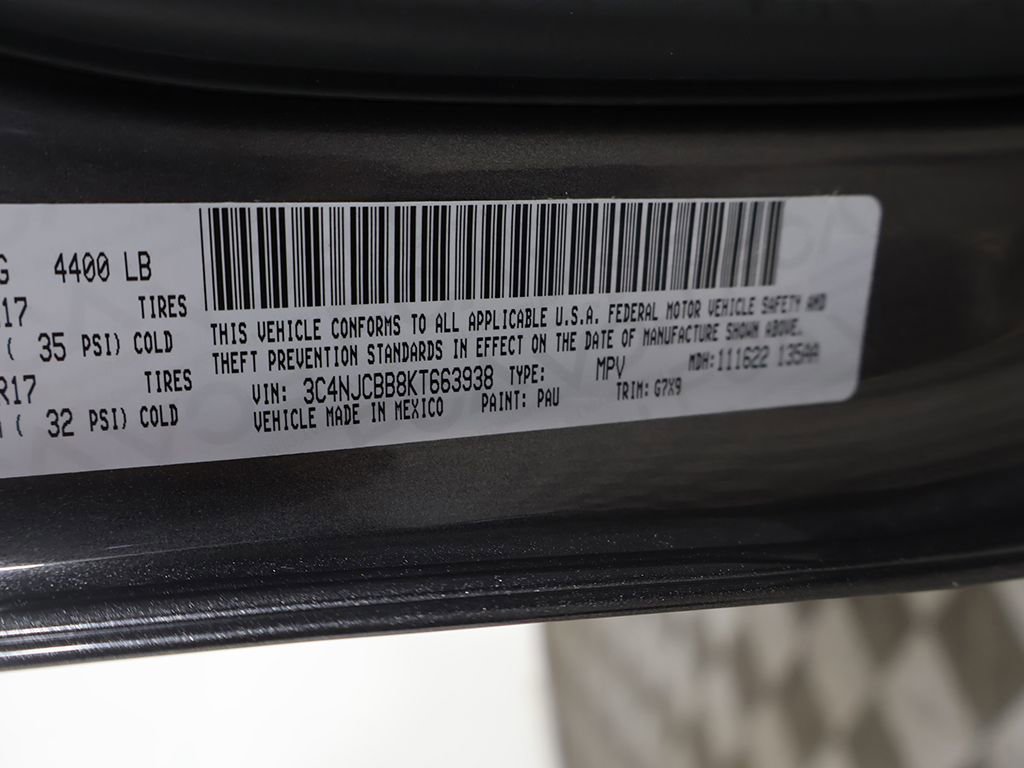 G 4400 LB
17 TIRES
( 35 PSI) COLD
R17 TIRES
( 32 PSI) COLD
THIS VEHICLE CONFORMS TO ALL APPLICABLE U.S.A. FEDERAL MOTOR VEHICLE SAFETY AND
THEFT PREVENTION STANDARDS IN EFFECT ON THE DATE OF MANUFACTURE SHOWN ABOVE.
VIN: 3C4NJCBB8KT663938 TYPE: MPV MDH: 111622 135AA
VEHICLE MADE IN MEXICO PAINT: PAU TRIM: G7X9